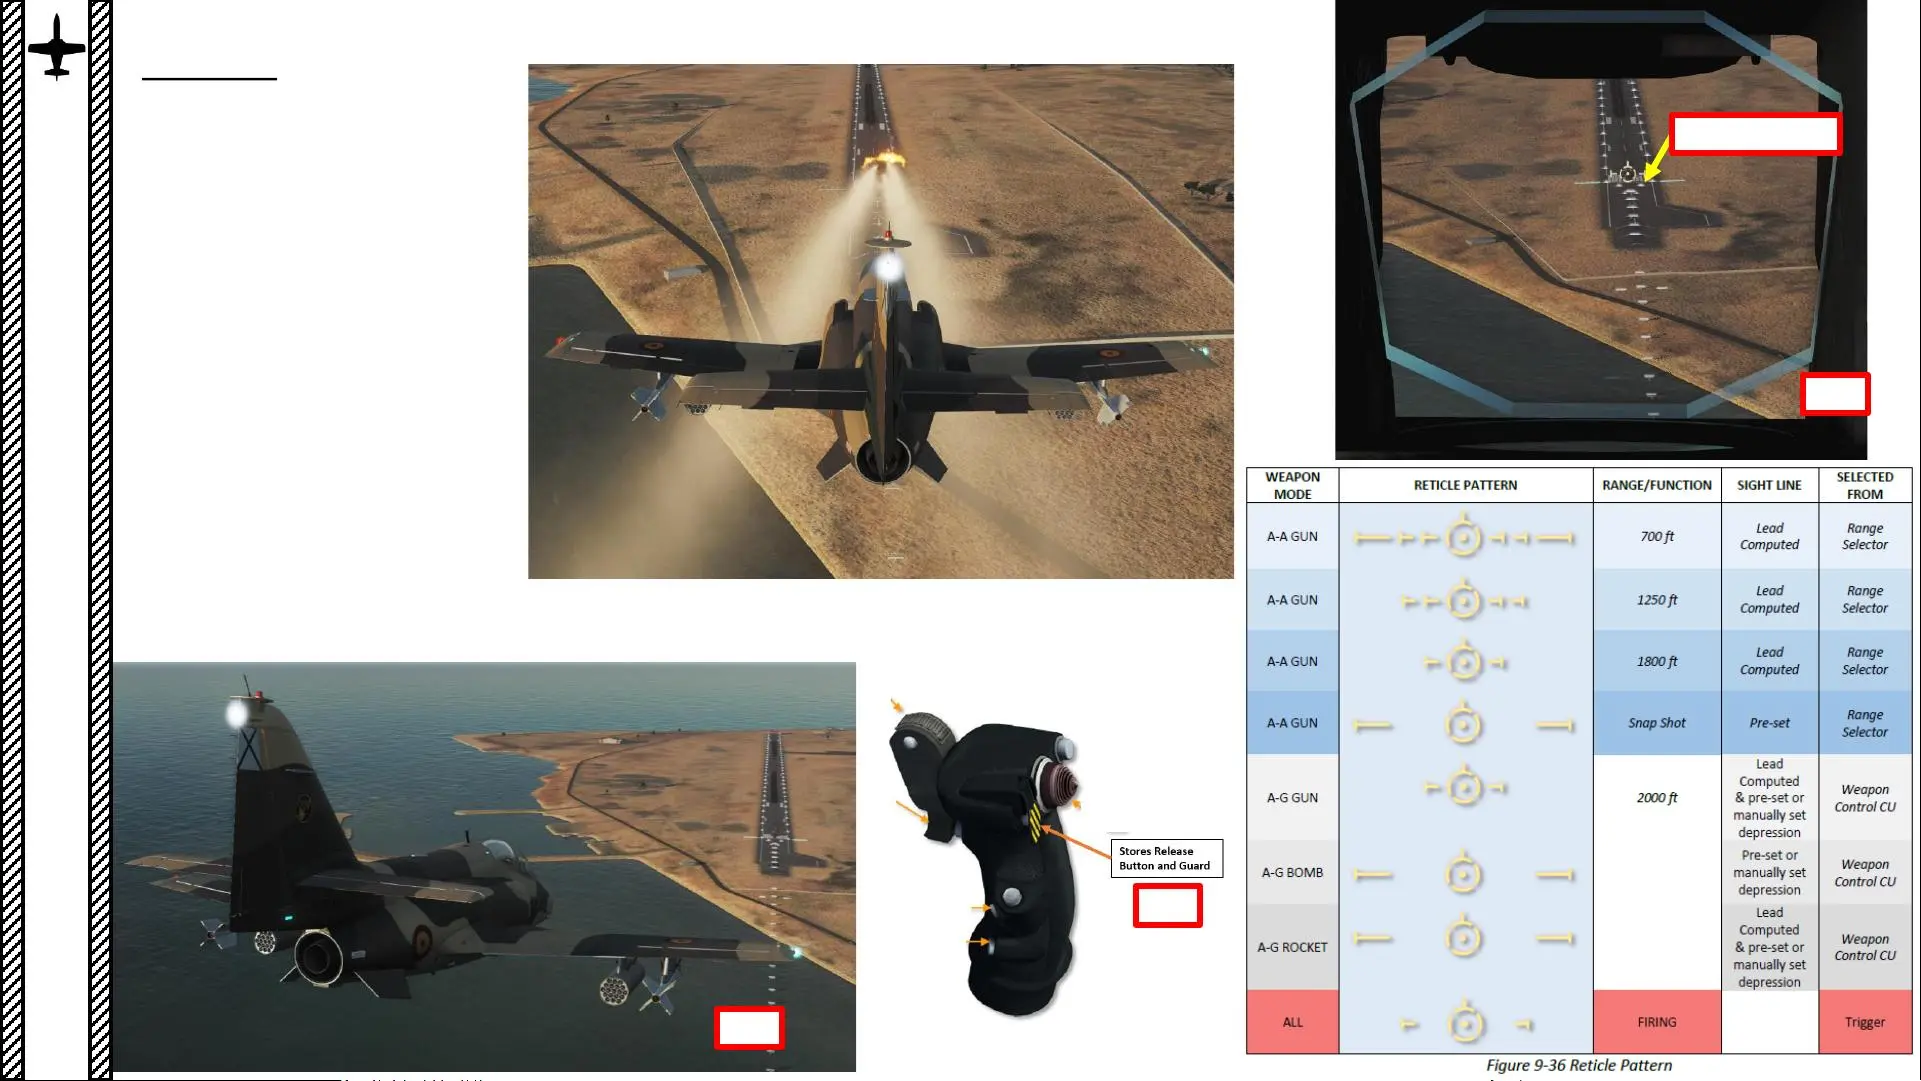 Stores Release
Button and Guard
WEAPON
MODE
RETICLE PATTERN
RANGE/FUNCTION
SIGHT LINE
SELECTED
FROM
A-A GUN
700 ft
Lead
Computed
Range
Selector
A-A GUN
1250 ft
Lead
Computed
Range
Selector
A-A GUN
1800 ft
Lead
Computed
Range
Selector
A-A GUN
Snap Shot
Pre-set
Range
Selector
A-G GUN
2000 ft
Lead
Computed
& pre-set or
manually set
depression
Weapon
Control CU
A-G BOMB
Pre-set or
manually set
depression
Weapon
Control CU
A-G ROCKET
Lead
Computed
& pre-set or
manually set
depression
Weapon
Control CU
ALL
FIRING
Trigger
Figure 9-36 Reticle Pattern